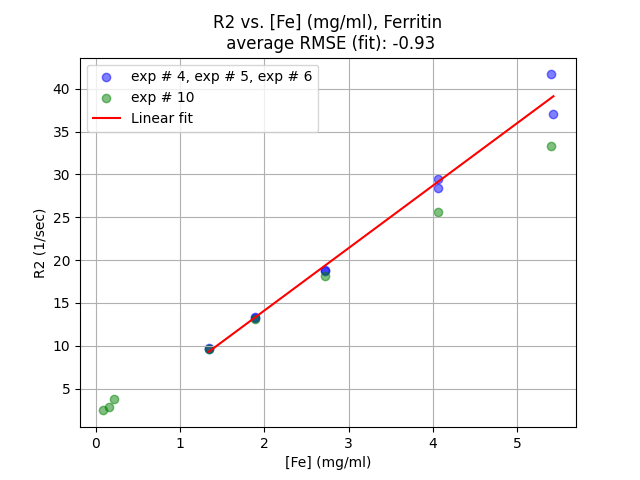 R2 vs. [Fe] (mg/ml), Ferritin
average RMSE (fit): -0.93
exp # 4, exp # 5, exp # 6
exp # 10
Linear fit
R2 (1/sec)
40
35
30
25
20
15
10
5
0 1 2 3 4 5
[Fe] (mg/ml)